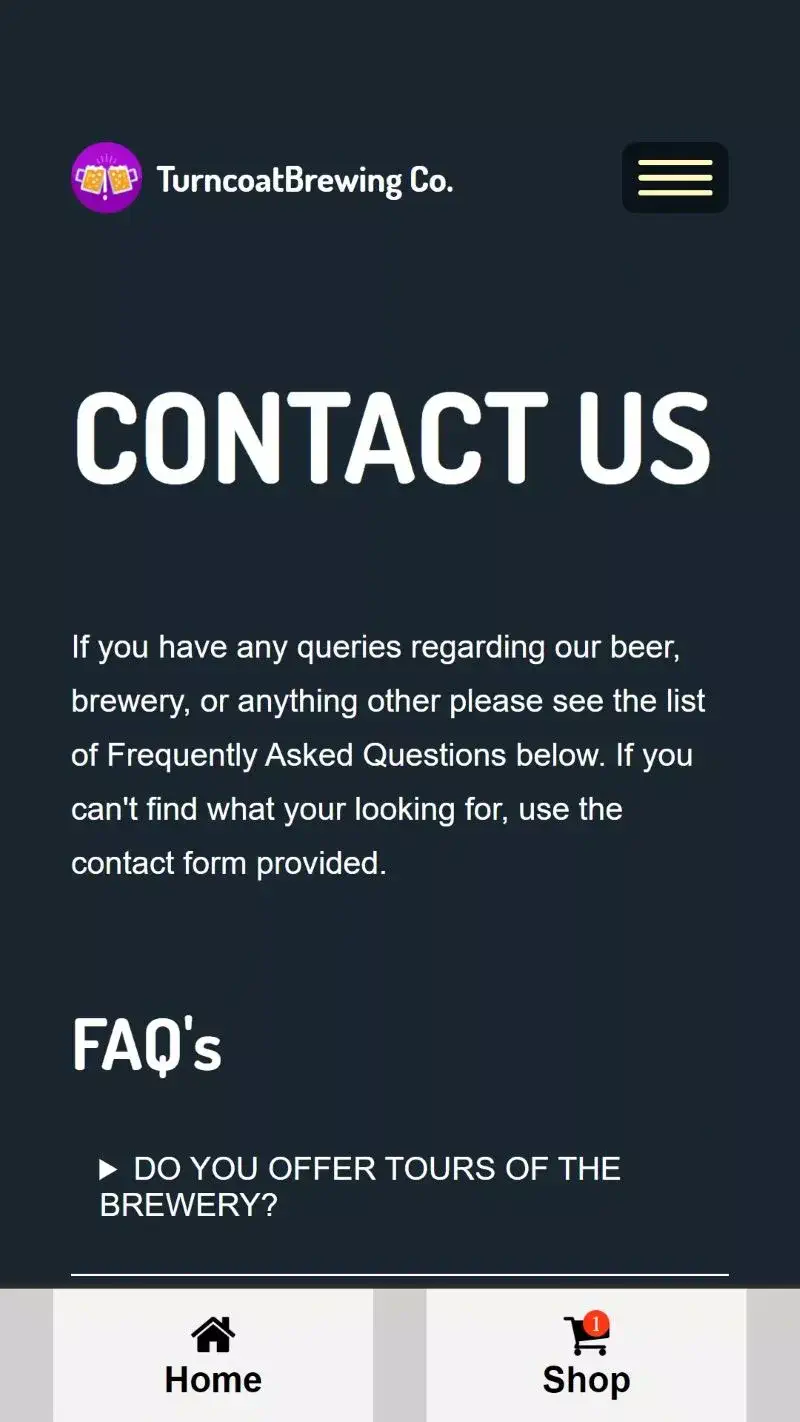 TurncoatBrewing Co.
CONTACT US
If you have any queries regarding our beer,
brewery, or anything other please see the list
of Frequently Asked Questions below. If you
can't find what your looking for, use the
contact form provided.
FAQ's
DO YOU OFFER TOURS OF THE
BREWERY?
1
Home
Shop